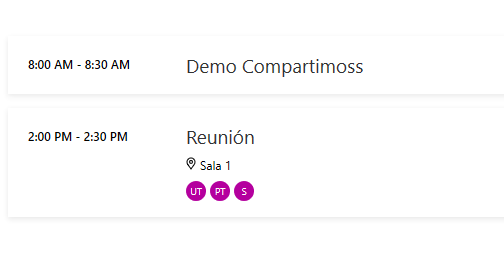 8:00 AM - 8:30 AM Demo Compartimoss
2:00 PM - 2:30 PM Reunión
Sala 1
UT PT S